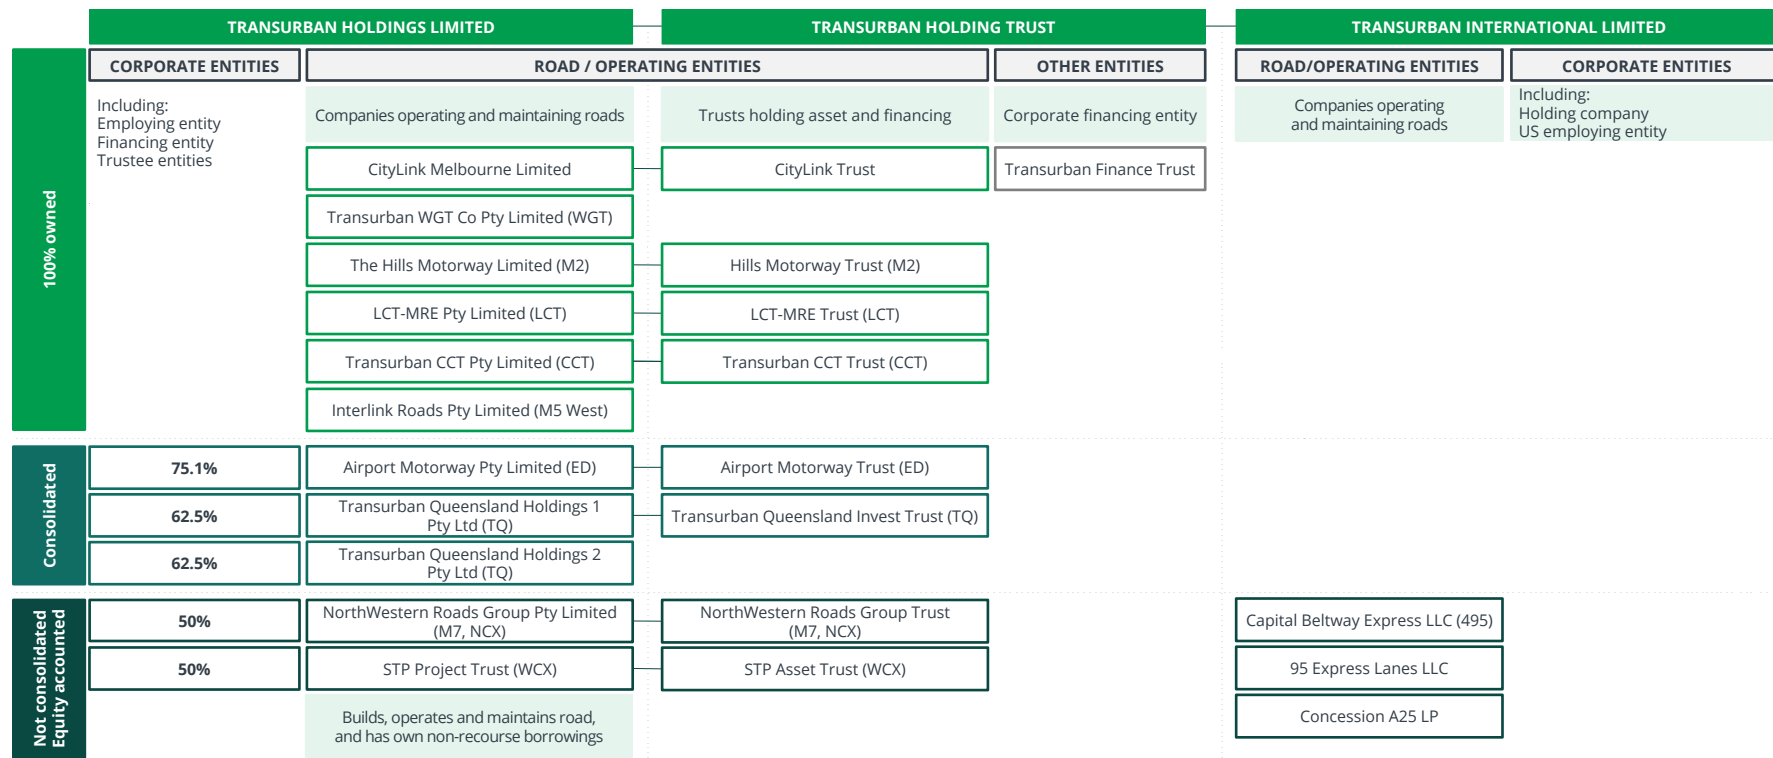 TRANSURBAN HOLDINGS LIMITED
TRANSURBAN HOLDING TRUST
TRANSURBAN INTERNATIONAL LIMITED
CORPORATE ENTITIES
ROAD / OPERATING ENTITIES
OTHER ENTITIES
ROAD/OPERATING ENTITIES
CORPORATE ENTITIES
100% owned
Including:
Employing entity
Financing entity
Trustee entities
Companies operating and maintaining roads
Trusts holding asset and financing
Corporate financing entity
Companies operating
and maintaining roads
Including:
Holding company
US employing entity
CityLink Melbourne Limited
CityLink Trust
Transurban Finance Trust
Transurban WGT Co Pty Limited (WGT)
The Hills Motorway Limited (M2)
Hills Motorway Trust (M2)
LCT-MRE Pty Limited (LCT)
LCT-MRE Trust (LCT)
Transurban CCT Pty Limited (CCT)
Transurban CCT Trust (CCT)
Interlink Roads Pty Limited (M5 West)
Consolidated
75.1%
Airport Motorway Pty Limited (ED)
Airport Motorway Trust (ED)
62.5%
Transurban Queensland Holdings 1
Pty Ltd (TQ)
Transurban Queensland Invest Trust (TQ)
62.5%
Transurban Queensland Holdings 2
Pty Ltd (TQ)
Not consolidated
Equity accounted
50%
NorthWestern Roads Group Pty Limited
(M7, NCX)
NorthWestern Roads Group Trust
(M7, NCX)
Capital Beltway Express LLC (495)
50%
STP Project Trust (WCX)
STP Asset Trust (WCX)
95 Express Lanes LLC
Builds, operates and maintains road,
and has own non-recourse borrowings
Concession A25 LP